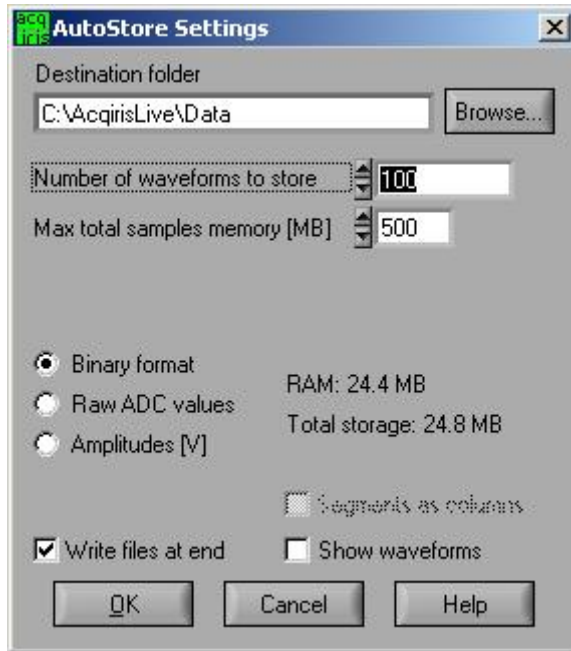 acq
iris
AutoStore Settings
Destination folder
C:\AcqirisLive\Data
Browse...
Number of waveforms to store
100
Max total samples memory [MB]
500
Binary format
Raw ADC values
Amplitudes [V]
RAM: 24.4 MB
Total storage: 24.8 MB
Segments as columns
Write files at end
Show waveforms
OK
Cancel
Help